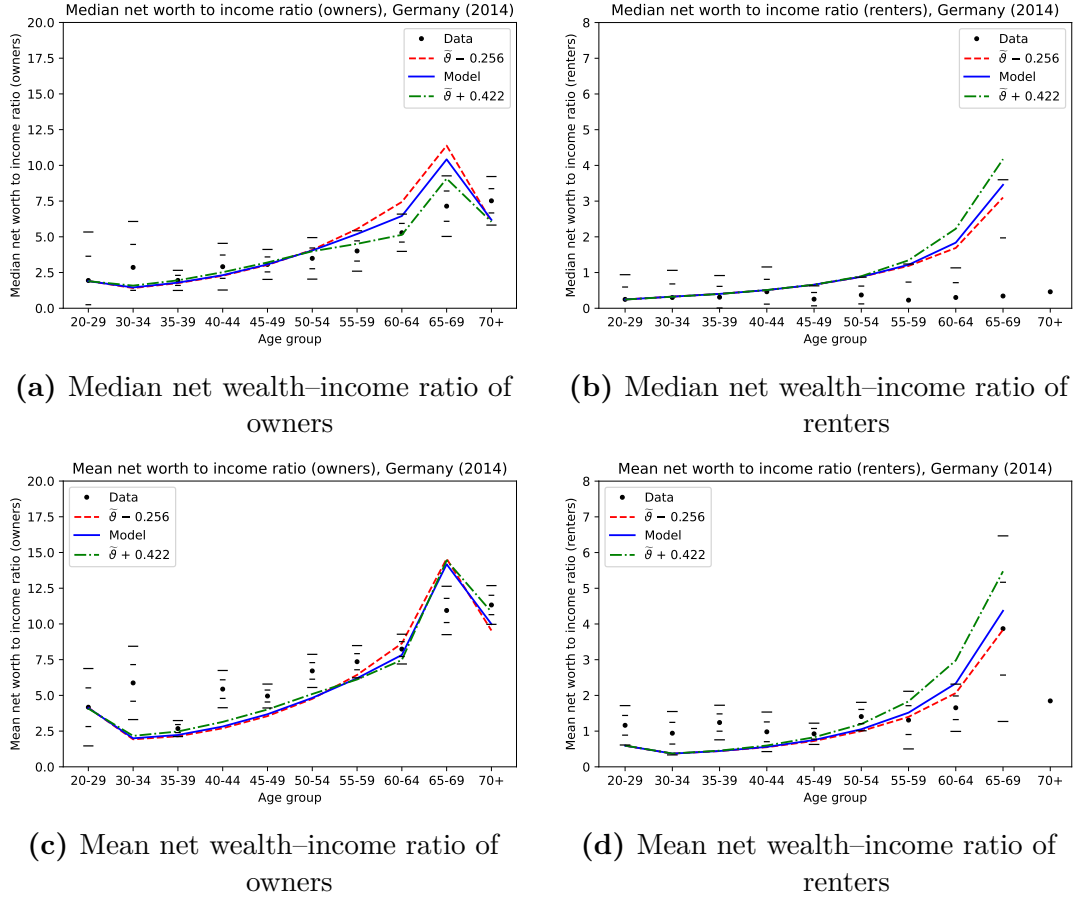 Median net worth to income ratio (owners), Germany (2014)
Median net worth to income ratio (owners)
20.0
17.5
15.0
12.5
10.0
7.5
5.0
2.5
0.0
Data
ϑ̃ − 0.256
Model
ϑ̃ + 0.422
20-29 30-34 35-39 40-44 45-49 50-54 55-59 60-64 65-69 70+
Age group
(a) Median net wealth–income ratio of
owners
Median net worth to income ratio (renters), Germany (2014)
Median net worth to income ratio (renters)
8
7
6
5
4
3
2
1
0
Data
ϑ̃ − 0.256
Model
ϑ̃ + 0.422
20-29 30-34 35-39 40-44 45-49 50-54 55-59 60-64 65-69 70+
Age group
(b) Median net wealth–income ratio of
renters
Mean net worth to income ratio (owners), Germany (2014)
Mean net worth to income ratio (owners)
20.0
17.5
15.0
12.5
10.0
7.5
5.0
2.5
0.0
Data
ϑ̃ − 0.256
Model
ϑ̃ + 0.422
20-29 30-34 35-39 40-44 45-49 50-54 55-59 60-64 65-69 70+
Age group
(c) Mean net wealth–income ratio of
owners
Mean net worth to income ratio (renters), Germany (2014)
Mean net worth to income ratio (renters)
8
7
6
5
4
3
2
1
0
Data
ϑ̃ − 0.256
Model
ϑ̃ + 0.422
20-29 30-34 35-39 40-44 45-49 50-54 55-59 60-64 65-69 70+
Age group
(d) Mean net wealth–income ratio of
renters